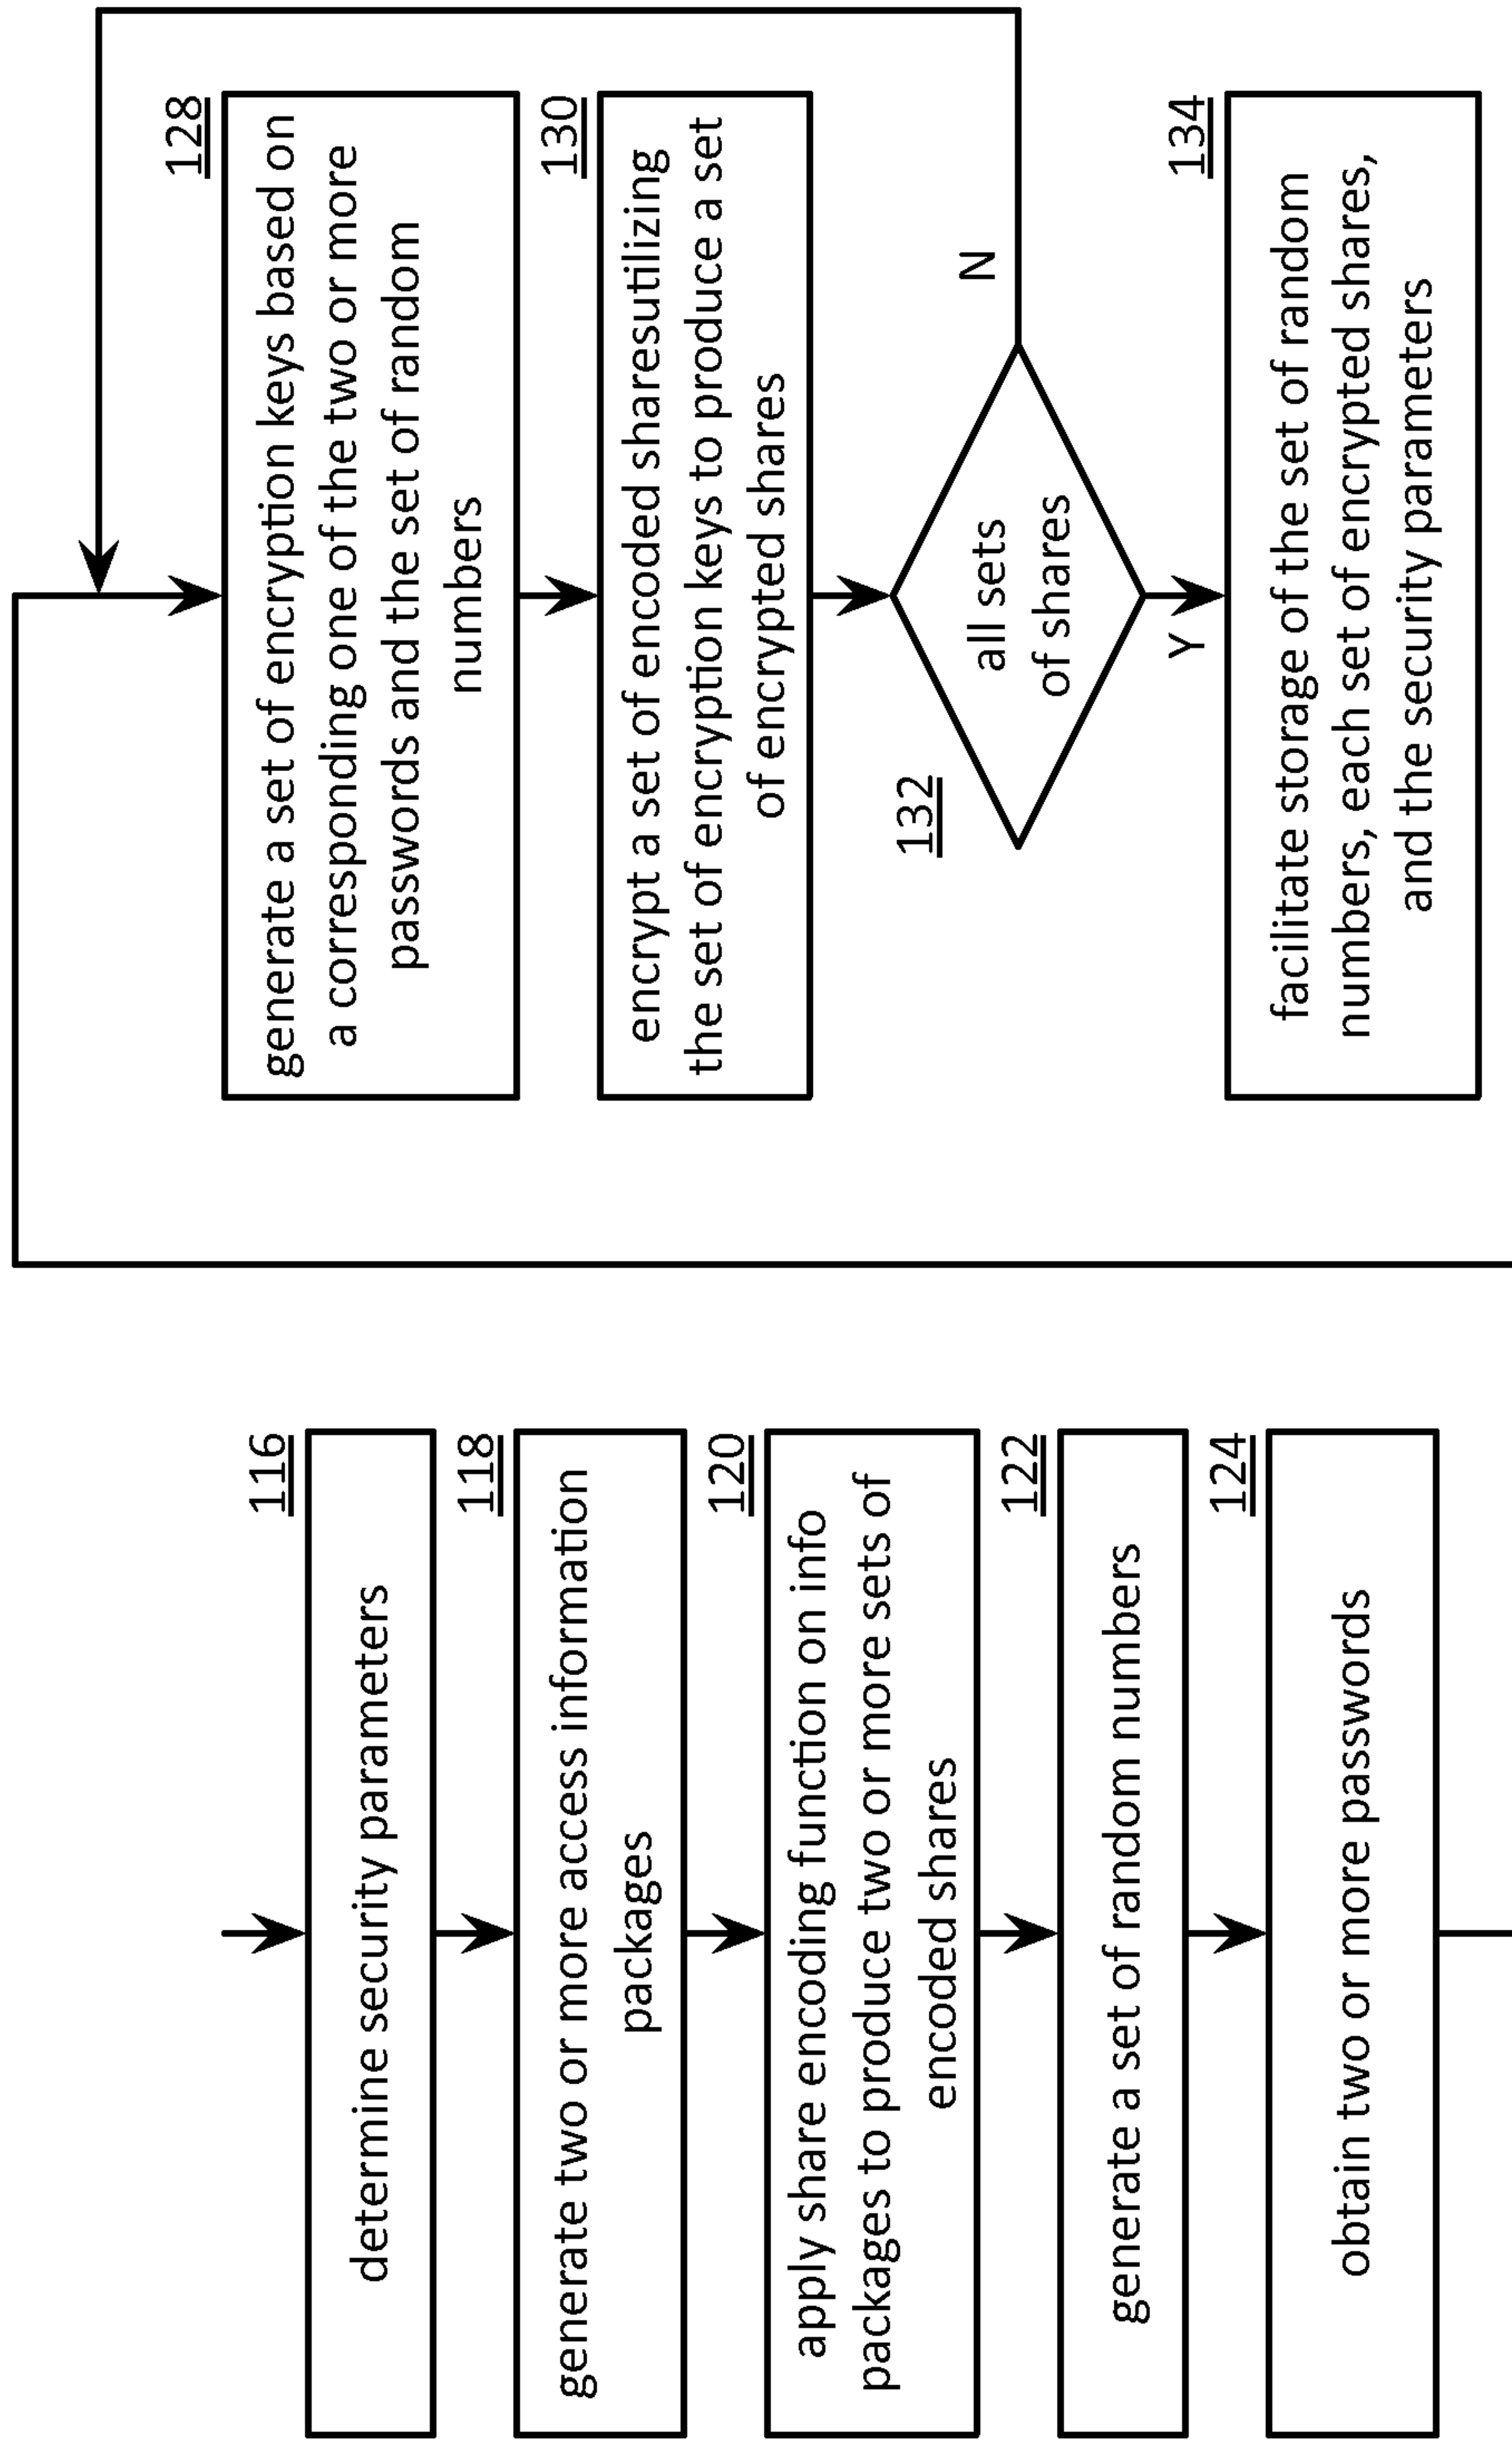 116
determine security parameters
118
generate two or more access information
packages
120
apply share encoding function on info
packages to produce two or more sets of
encoded shares
122
generate a set of random numbers
124
obtain two or more passwords
128
generate a set of encryption keys based on
a corresponding one of the two or more
passwords and the set of random
numbers
130
encrypt a set of encoded sharesutilizing
the set of encryption keys to produce a set
of encrypted shares
132
all sets
of shares
N
Y
134
facilitate storage of the set of random
numbers, each set of encrypted shares,
and the security parameters